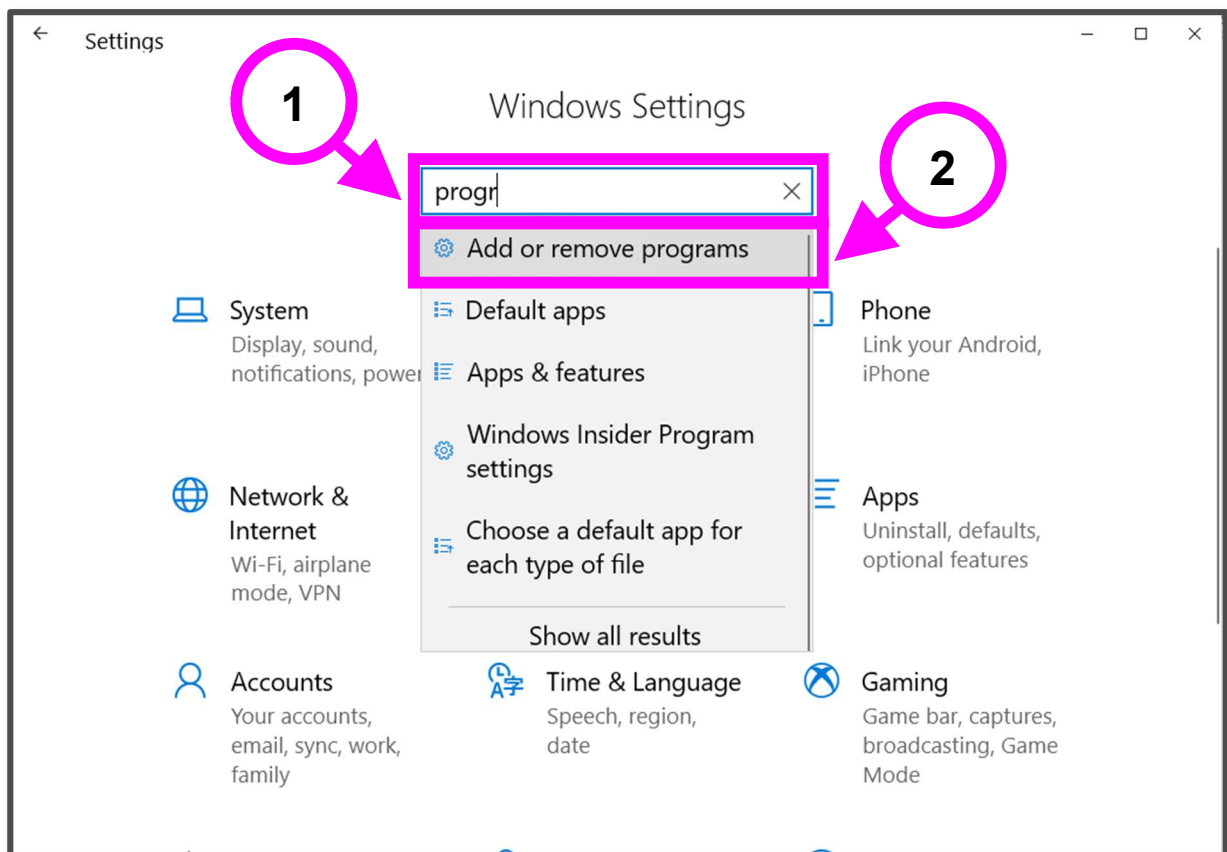 Settings
1
Windows Settings
2
progr
Add or remove programs
Default apps
Apps & features
Windows Insider Program
settings
Choose a default app for
each type of file
Show all results
System
Display, sound,
notifications, power
Phone
Link your Android,
iPhone
Network &
Internet
Wi-Fi, airplane
mode, VPN
Apps
Uninstall, defaults,
optional features
Accounts
Your accounts,
email, sync, work,
family
Time & Language
Speech, region,
date
Gaming
Game bar, captures,
broadcasting, Game
Mode